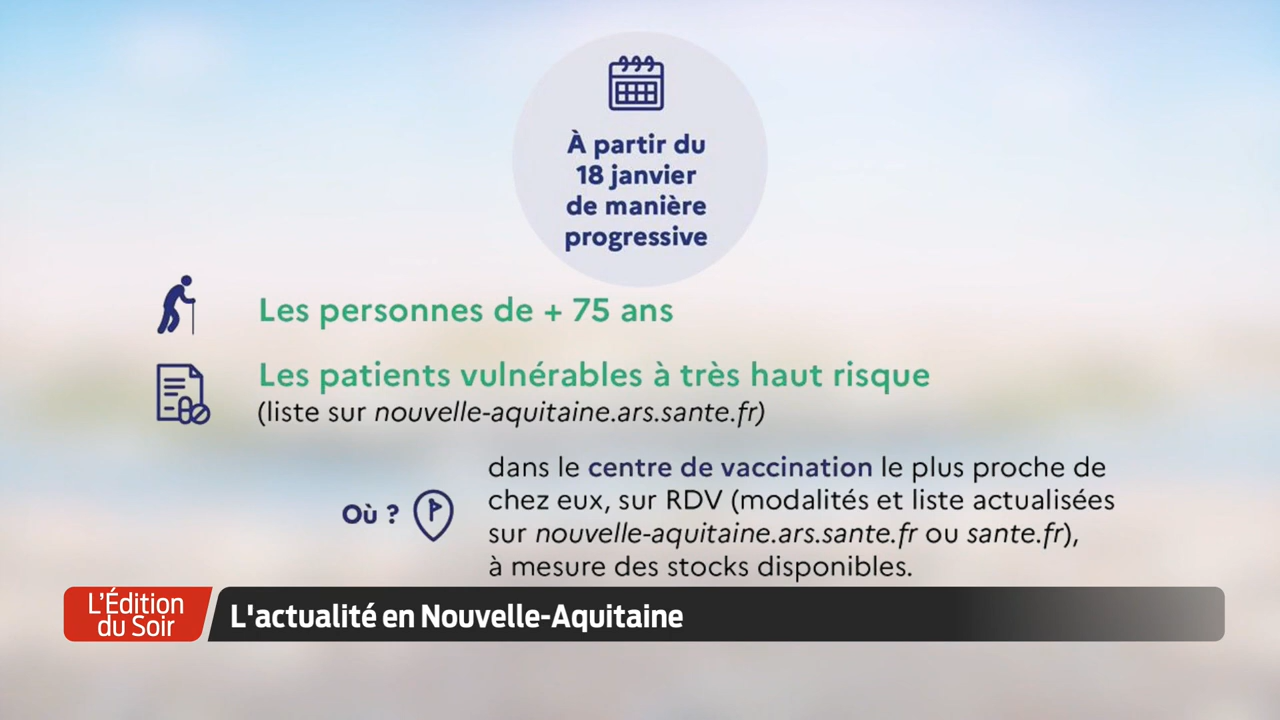 À partir du
18 janvier
de manière
progressive
Les personnes de + 75 ans
Les patients vulnérables à très haut risque
(liste sur nouvelle-aquitaine.ars.sante.fr)
Où ?
dans le centre de vaccination le plus proche de
chez eux, sur RDV (modalités et liste actualisées
sur nouvelle-aquitaine.ars.sante.fr ou sante.fr),
à mesure des stocks disponibles.
L'Édition
du Soir
L'actualité en Nouvelle-Aquitaine